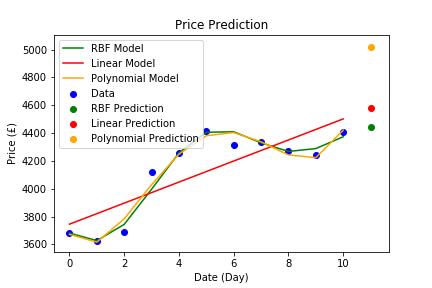 Price Prediction
Price (£)
5000
4800
4600
4400
4200
4000
3800
3600
RBF Model
Linear Model
Polynomial Model
Data
RBF Prediction
Linear Prediction
Polynomial Prediction
0 2 4 6 8 10
Date (Day)